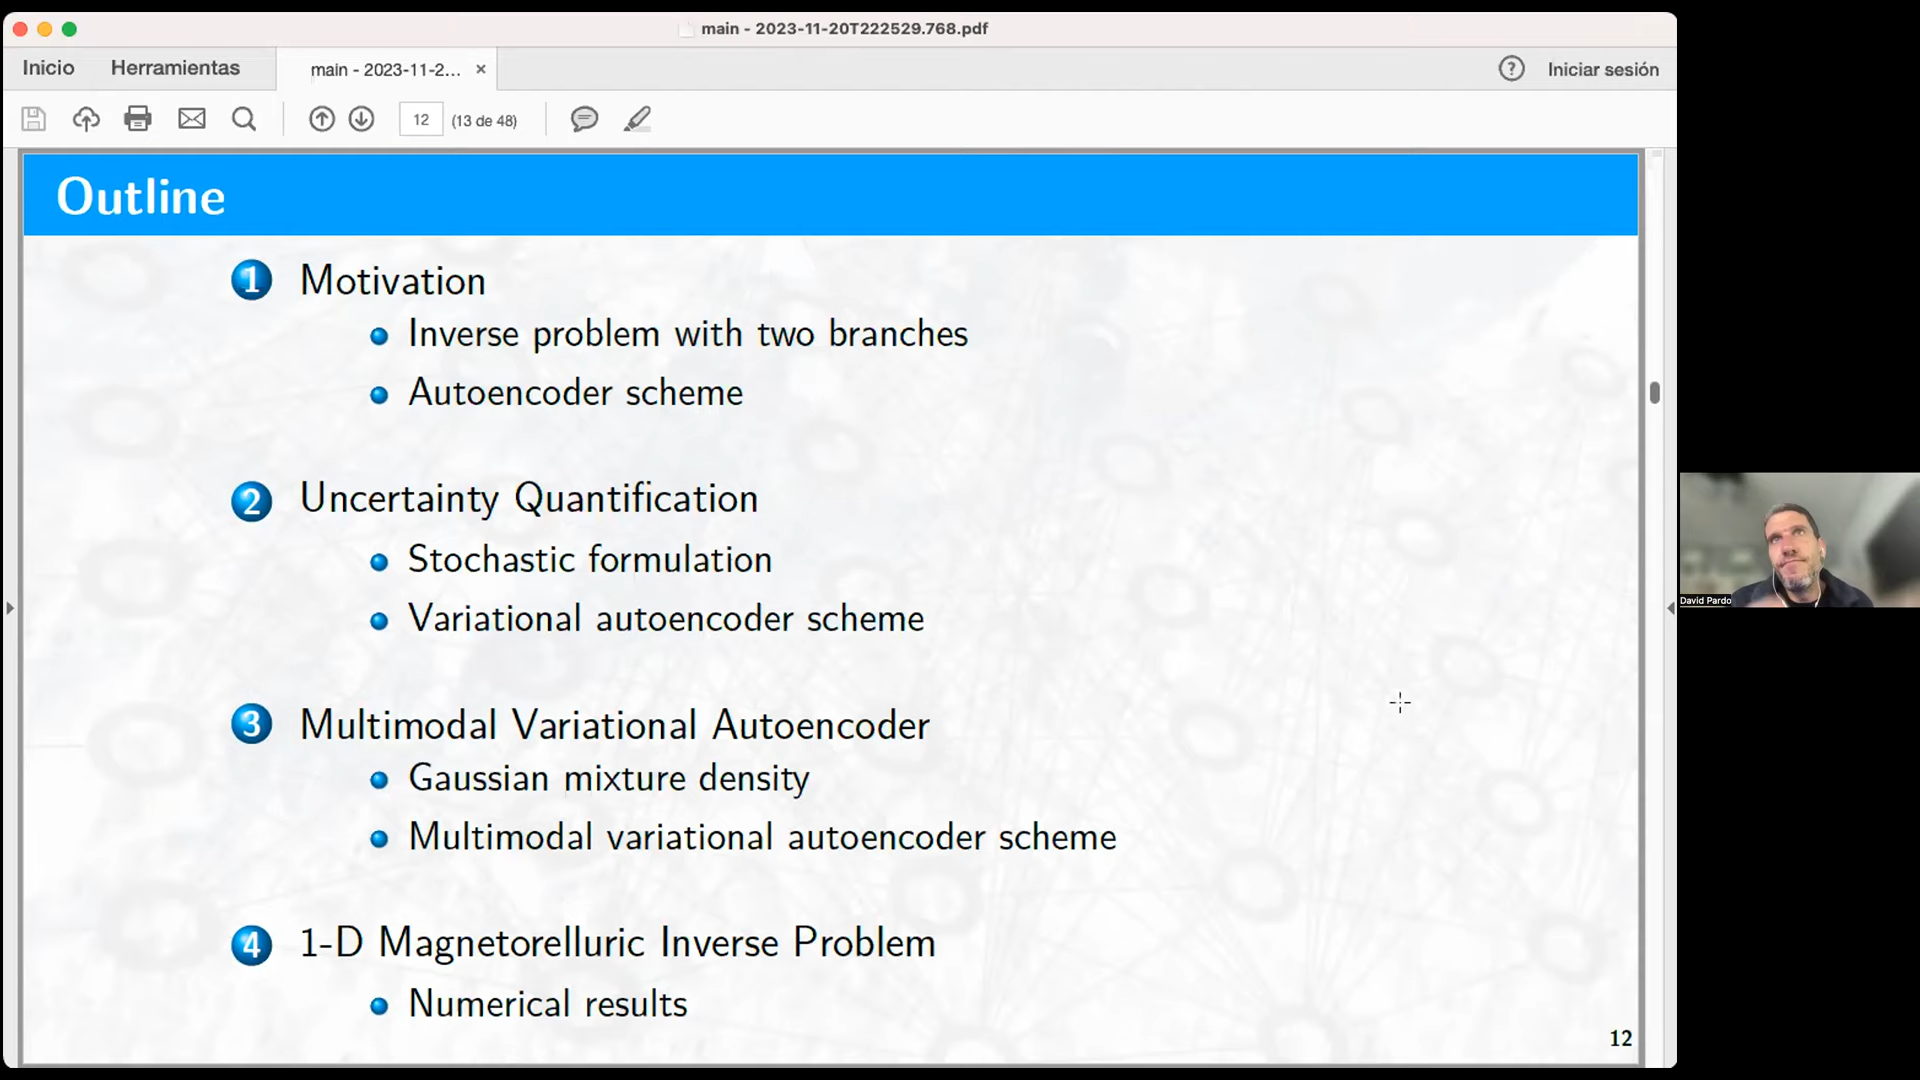 main - 2023-11-20T222529.768.pdf
Inicio
Herramientas
main - 2023-11-2... ×
? Iniciar sesión
12 (13 de 48)
Outline
1 Motivation
Inverse problem with two branches
Autoencoder scheme
2 Uncertainty Quantification
Stochastic formulation
Variational autoencoder scheme
3 Multimodal Variational Autoencoder
Gaussian mixture density
Multimodal variational autoencoder scheme
4 1-D Magnetorelluric Inverse Problem
Numerical results
12
David Pardo